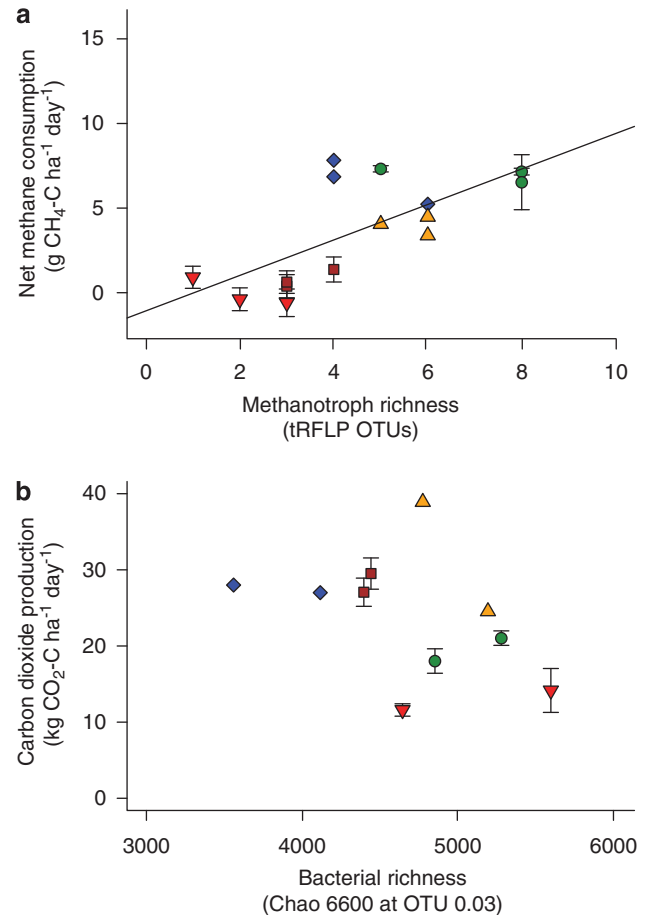 a
15
10
5
0
Net methane consumption
(g CH₄-C ha⁻¹ day⁻¹)
0 2 4 6 8 10
Methanotroph richness
(tRFLP OTUs)
b
40
30
20
10
0
Carbon dioxide production
(kg CO₂-C ha⁻¹ day⁻¹)
3000 4000 5000 6000
Bacterial richness
(Chao 6600 at OTU 0.03)